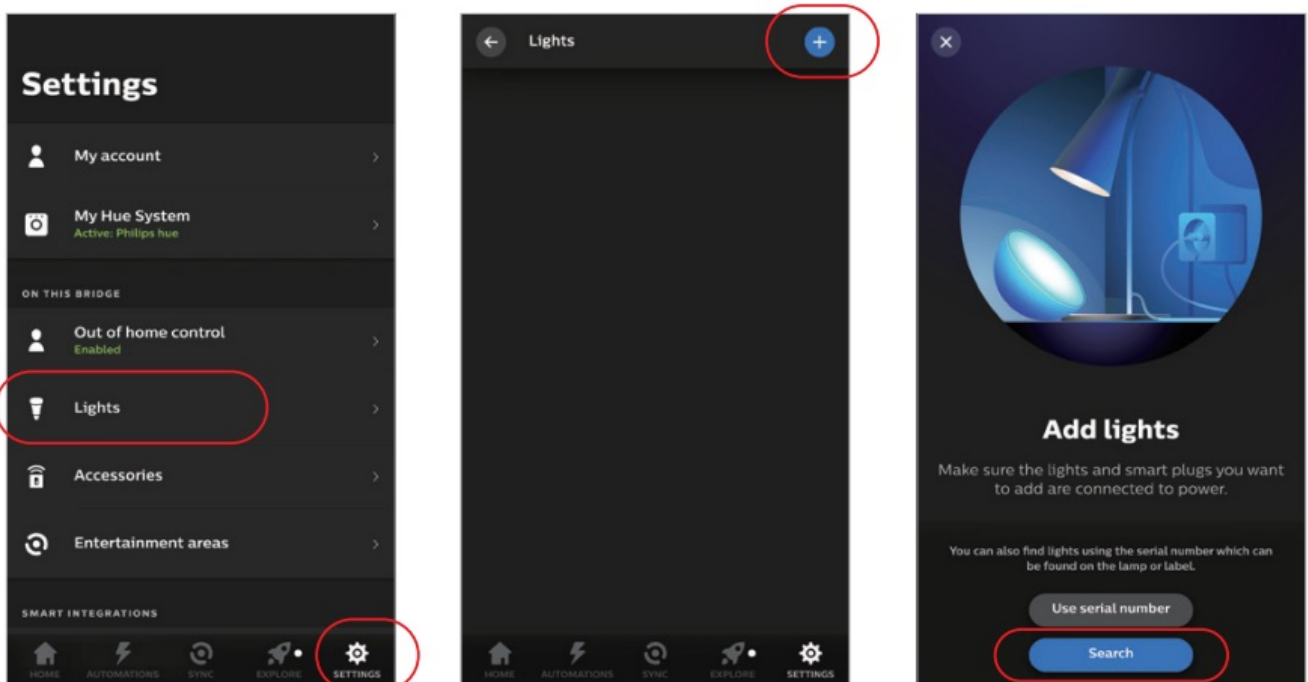 Settings
My account
My Hue System
Active: Philips hue
ON THIS BRIDGE
Out of home control
Enabled
Lights
Accessories
Entertainment areas
SMART INTEGRATIONS
HOME AUTOMATIONS SYNC EXPLORE SETTINGS
Lights
HOME AUTOMATIONS SYNC EXPLORE SETTINGS
Add lights
Make sure the lights and smart plugs you want
to add are connected to power.
You can also find lights using the serial number which can
be found on the lamp or label.
Use serial number
Search